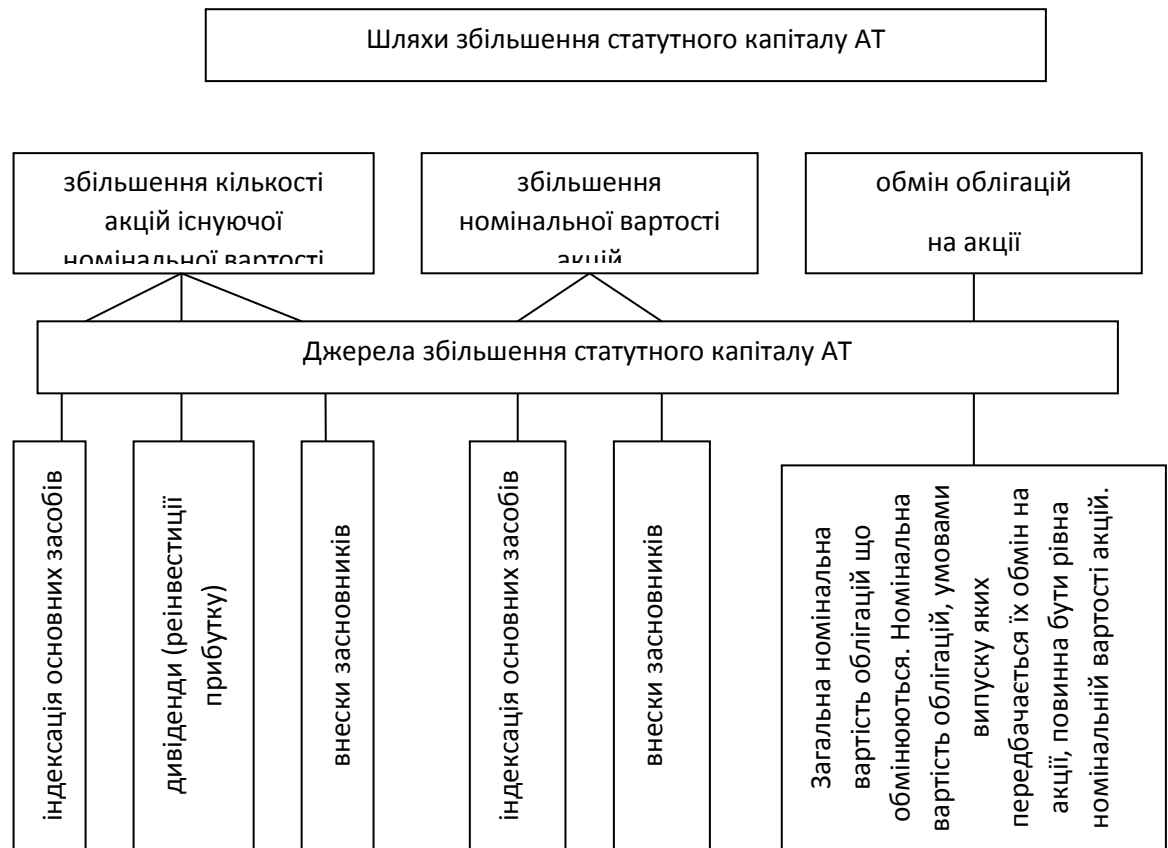 Шляхи збільшення статутного капіталу АТ
збільшення кількості
акцій існуючої
номінальної вартості
збільшення
номінальної вартості
акцій
обмін облігацій
на акції
Джерела збільшення статутного капіталу АТ
індексація основних засобів
дивіденди (реінвестиції
прибутку)
внески засновників
індексація основних засобів
внески засновників
Загальна номінальна
вартість облігацій що
обмінюються. Номінальна
вартість облігацій, умовами
випуску яких
передбачається їх обмін на
акції, повинна бути рівна
номінальній вартості акцій.